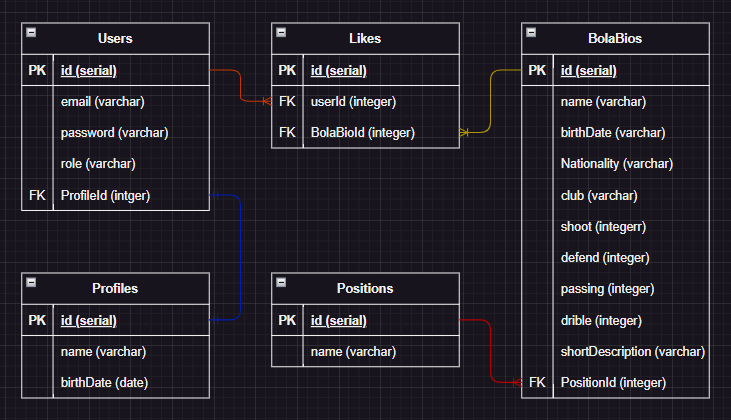 Users
PK id (serial)
email (varchar)
password (varchar)
role (varchar)
FK ProfileId (intger)
Likes
PK id (serial)
FK userId (integer)
FK BolaBioId (integer)
BolaBios
PK id (serial)
name (varchar)
birthDate (varchar)
Nationality (varchar)
club (varchar)
shoot (integerr)
defend (integer)
passing (integer)
drible (integer)
shortDescription (varchar)
FK PositionId (integer)
Profiles
PK id (serial)
name (varchar)
birthDate (date)
Positions
PK id (serial)
name (varchar)